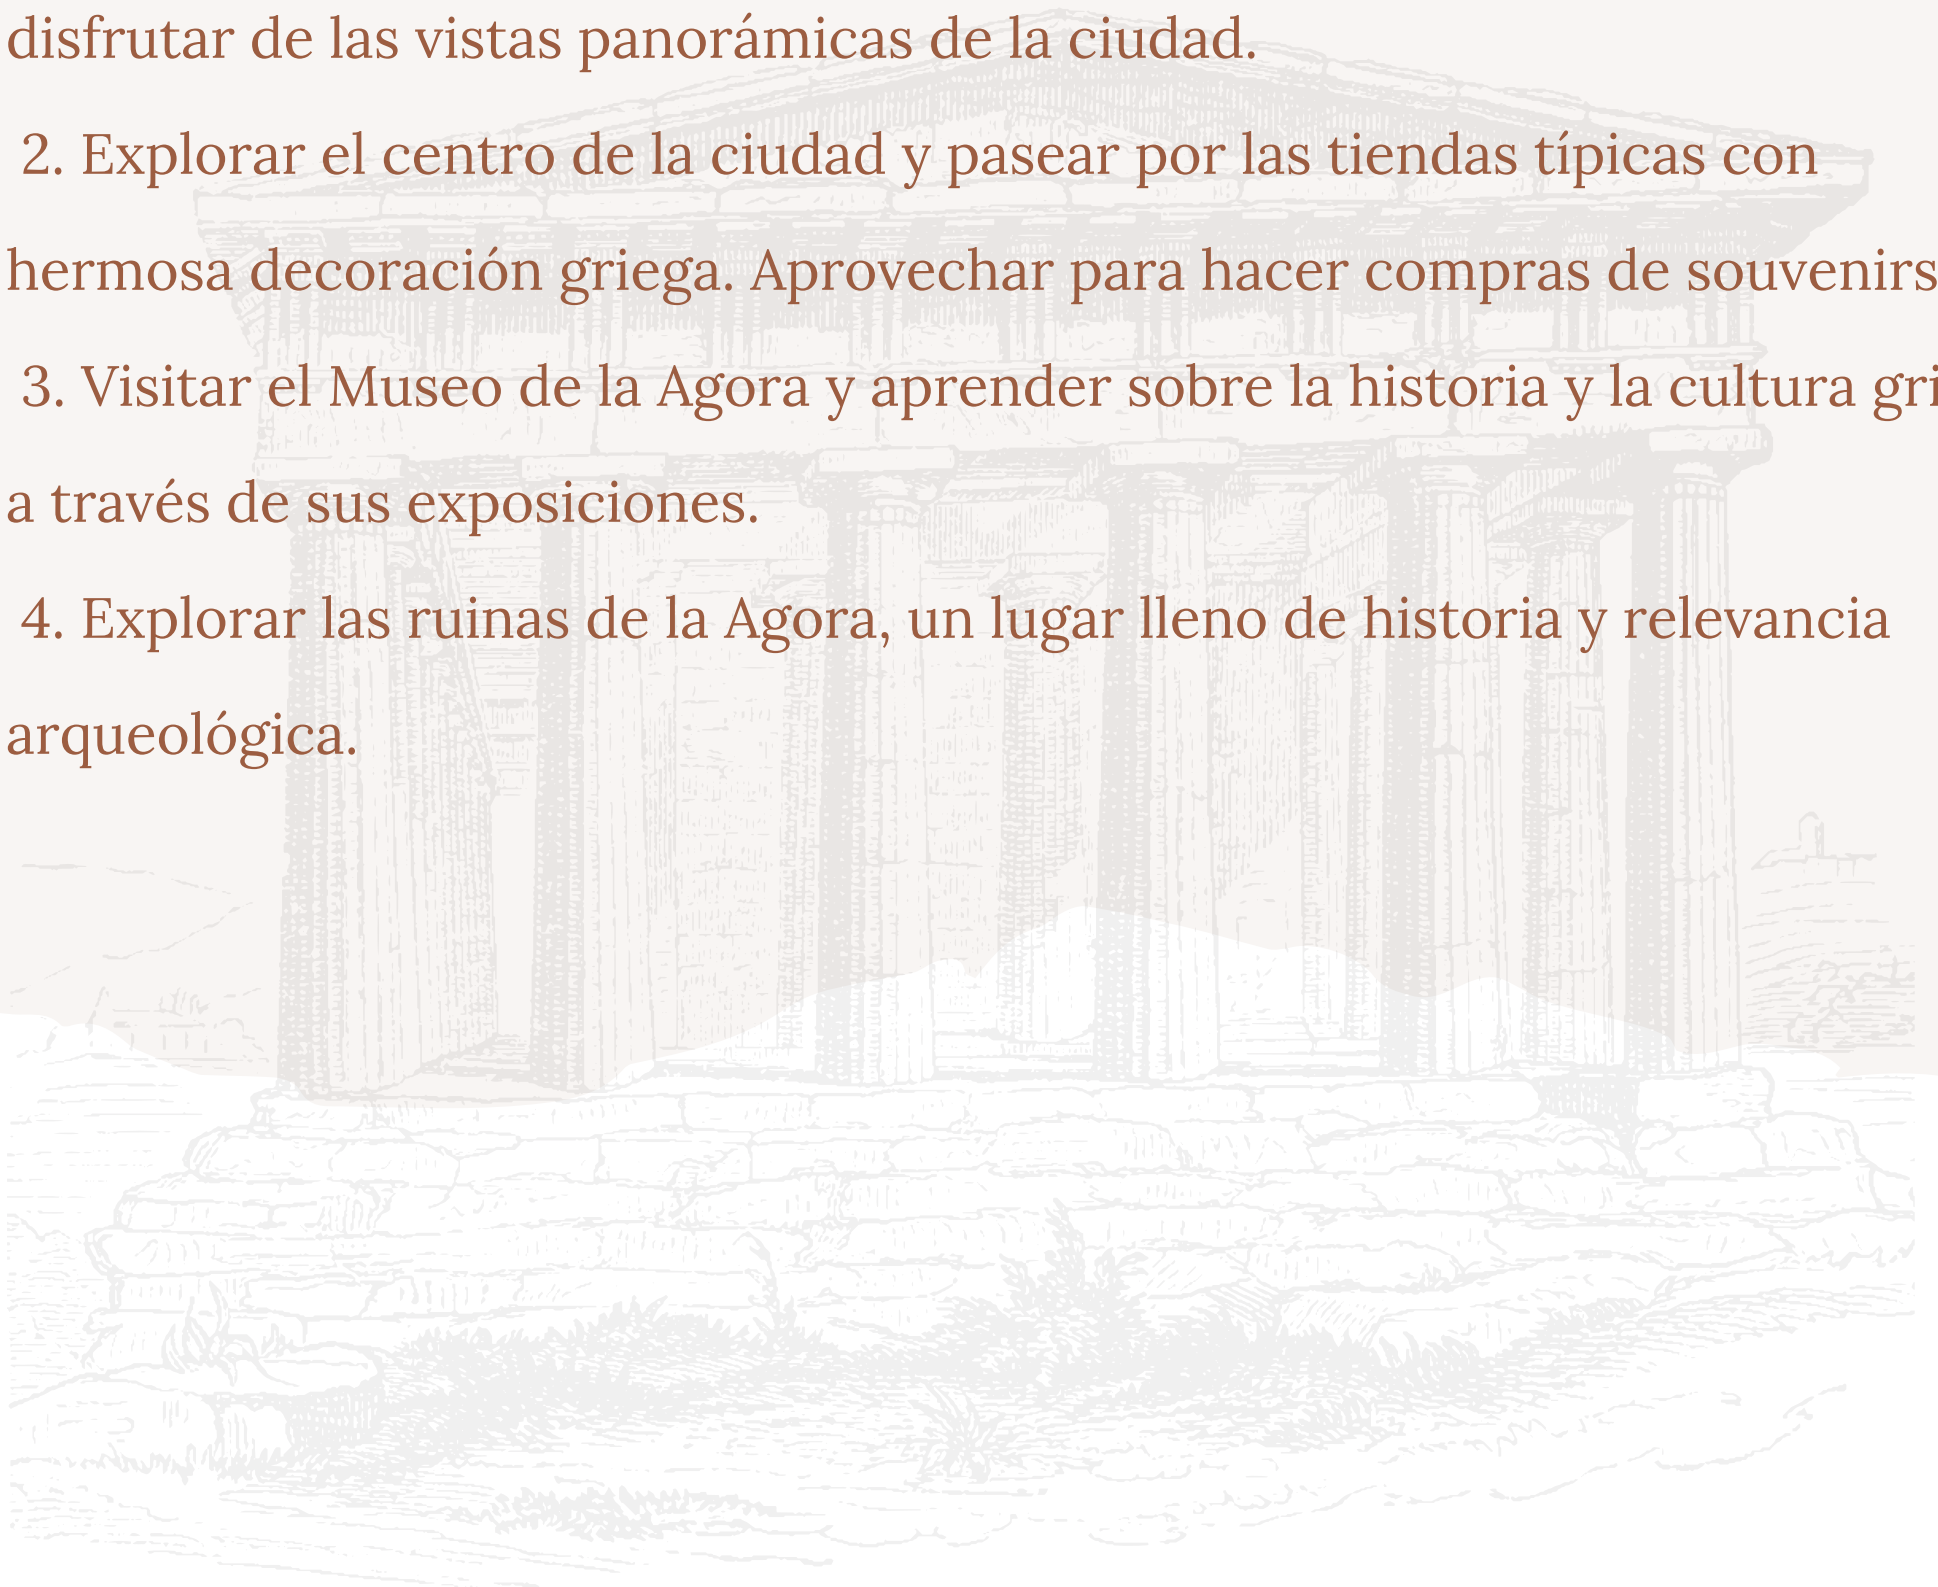 disfrutar de las vistas panorámicas de la ciudad.
2. Explorar el centro de la ciudad y pasear por las tiendas típicas con
hermosa decoración griega. Aprovechar para hacer compras de souvenirs
3. Visitar el Museo de la Agora y aprender sobre la historia y la cultura gri
a través de sus exposiciones.
4. Explorar las ruinas de la Agora, un lugar lleno de historia y relevancia
arqueológica.